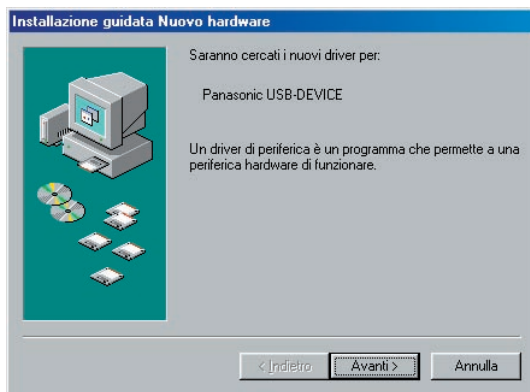 Installazione guidata Nuovo hardware
Saranno cercati i nuovi driver per:
Panasonic USB-DEVICE
Un driver di periferica è un programma che permette a una
periferica hardware di funzionare.
< Indietro
Avanti >
Annulla